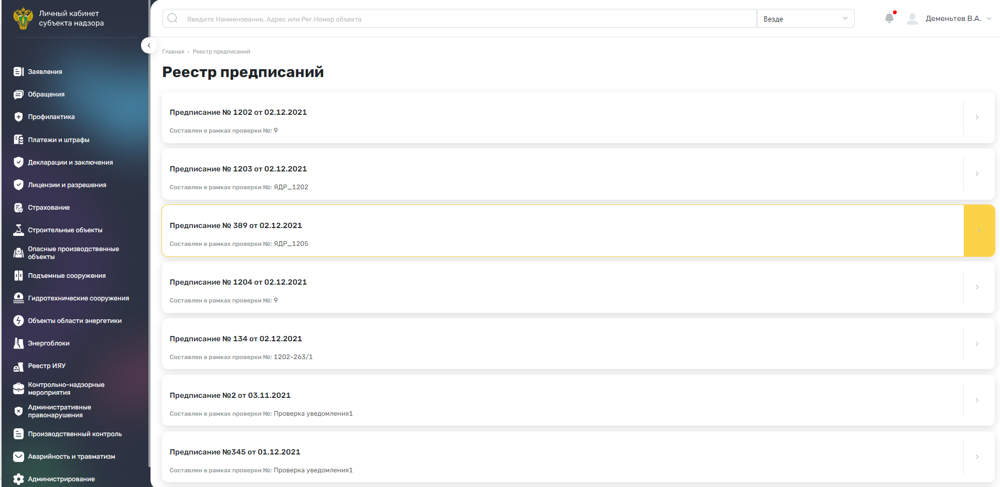 Личный кабинет
субъекта надзора
Заявления
Обращения
Профилактика
Платежи и штрафы
Декларации и заключения
Лицензии и разрешения
Страхование
Строительные объекты
Опасные производственные
объекты
Подъемные сооружения
Гидротехнические сооружения
Объекты области энергетики
Энергоблоки
Реестр ИЯУ
Контрольно-надзорные
мероприятия
Административные
правонарушения
Производственный контроль
Аварийность и травматизм
Администрирование
Введите Наименование, Адрес или Рег.Номер объекта
Везде
Деменьтев В.А.
Главная • Реестр предписаний
Реестр предписаний
Предписание № 1202 от 02.12.2021
Составлен в рамках проверки №: 9
Предписание № 1203 от 02.12.2021
Составлен в рамках проверки №: ЯДР_1202
Предписание № 389 от 02.12.2021
Составлен в рамках проверки №: ЯДР_1205
Предписание № 1204 от 02.12.2021
Составлен в рамках проверки №: 9
Предписание № 134 от 02.12.2021
Составлен в рамках проверки №: 1202-263/1
Предписание №2 от 03.11.2021
Составлен в рамках проверки №: Проверка уведомления1
Предписание №345 от 01.12.2021
Составлен в рамках проверки №: Проверка уведомления1